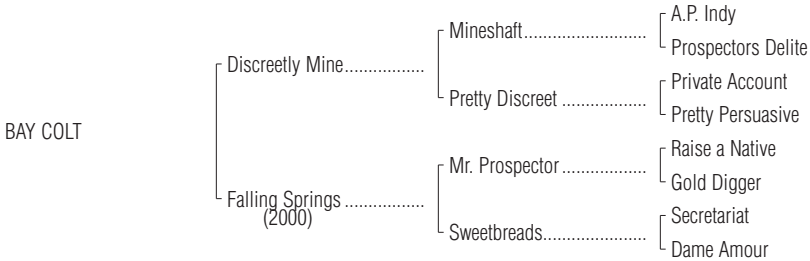 A.P. Indy
Mineshaft........................
Prospectors Delite
Discreetly Mine.................
Private Account
Pretty Discreet .................
Pretty Persuasive
BAY COLT
Raise a Native
Mr. Prospector .................
Gold Digger
Falling Springs .................
(2000)
Secretariat
Sweetbreads.....................
Dame Amour